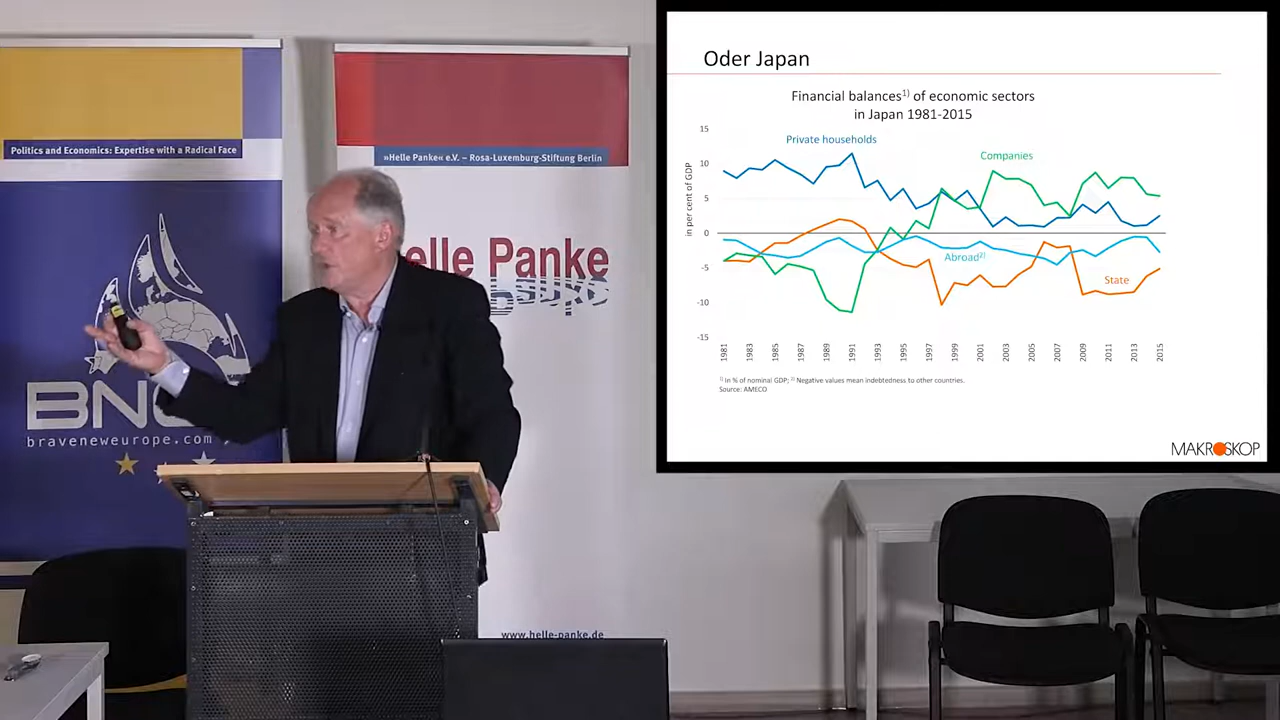 Politics and Economics: Expertise with a Radical Face
BN
braveneweurope.com
»Helle Panke« e.V. – Rosa-Luxemburg-Stiftung Berlin
elle Panke
www.helle-panke.de
Oder Japan
Financial balances¹⁾ of economic sectors
in Japan 1981-2015
in per cent of GDP
15
10
5
0
-5
-10
-15
Private households
Companies
Abroad²⁾
State
1981 1983 1985 1987 1989 1991 1993 1995 1997 1999 2001 2003 2005 2007 2009 2011 2013 2015
¹⁾ In % of nominal GDP; ²⁾ Negative values mean indebtedness to other countries.
Source: AMECO
MAKROSKOP